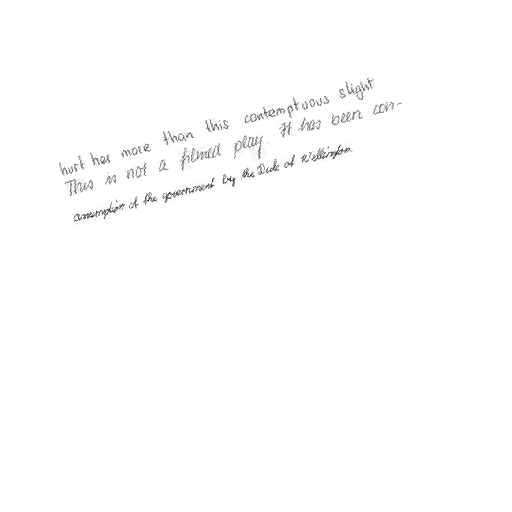 hurt her more than this contemptuous slight
This is not a filmed play. It has been con-
assumption of the government by the Duke of Wellington.